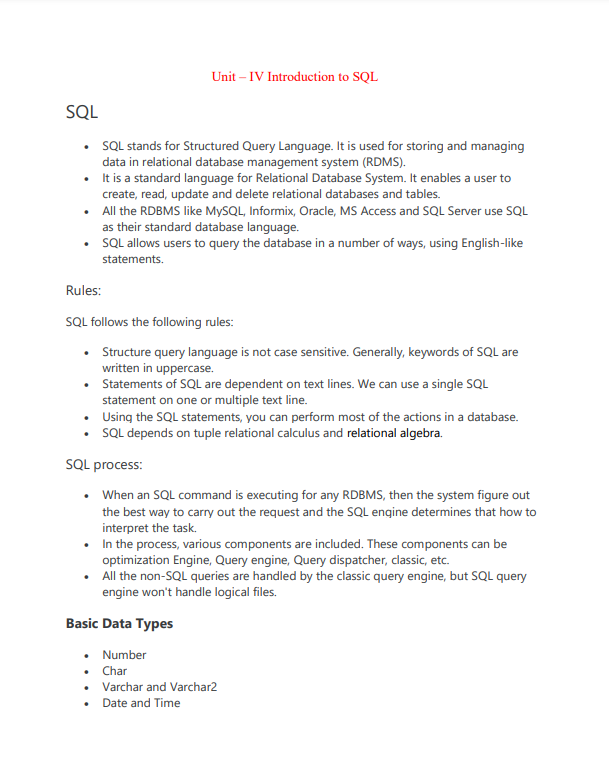 Unit – IV Introduction to SQL
SQL
• SQL stands for Structured Query Language. It is used for storing and managing
data in relational database management system (RDMS).
• It is a standard language for Relational Database System. It enables a user to
create, read, update and delete relational databases and tables.
• All the RDBMS like MySQL, Informix, Oracle, MS Access and SQL Server use SQL
as their standard database language.
• SQL allows users to query the database in a number of ways, using English-like
statements.
Rules:
SQL follows the following rules:
• Structure query language is not case sensitive. Generally, keywords of SQL are
written in uppercase.
• Statements of SQL are dependent on text lines. We can use a single SQL
statement on one or multiple text line.
• Using the SQL statements, you can perform most of the actions in a database.
• SQL depends on tuple relational calculus and relational algebra.
SQL process:
• When an SQL command is executing for any RDBMS, then the system figure out
the best way to carry out the request and the SQL engine determines that how to
interpret the task.
• In the process, various components are included. These components can be
optimization Engine, Query engine, Query dispatcher, classic, etc.
• All the non-SQL queries are handled by the classic query engine, but SQL query
engine won't handle logical files.
Basic Data Types
• Number
• Char
• Varchar and Varchar2
• Date and Time